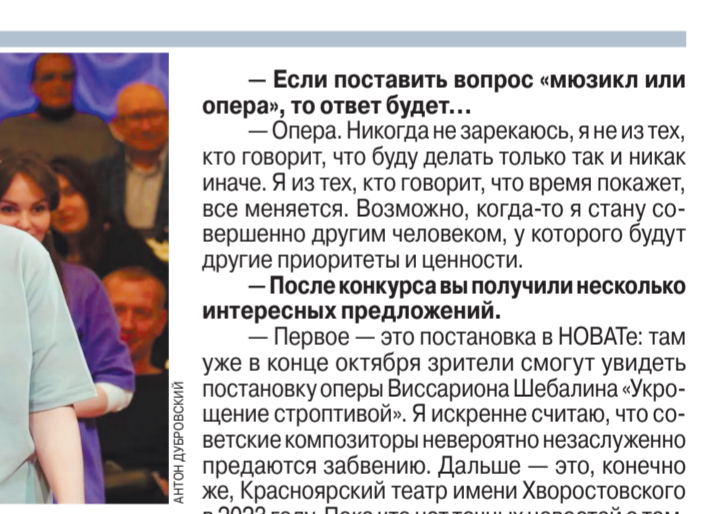 — Если поставить вопрос «мюзикл или
опера», то ответ будет...
— Опера. Никогда не зарекаюсь, я не из тех,
кто говорит, что буду делать только так и никак
иначе. Я из тех, кто говорит, что время покажет,
все меняется. Возможно, когда-то я стану со-
вершенно другим человеком, у которого будут
другие приоритеты и ценности.
— После конкурса вы получили несколько
интересных предложений.
— Первое — это постановка в НОВАТе: там
уже в конце октября зрители смогут увидеть
постановку оперы Виссариона Шебалина «Укро-
щение строптивой». Я искренне считаю, что со-
ветские композиторы невероятно незаслуженно
предаются забвению. Дальше — это, конечно
же, Красноярский театр имени Хворостовского
АНТОН ДУБРОВСКИЙ